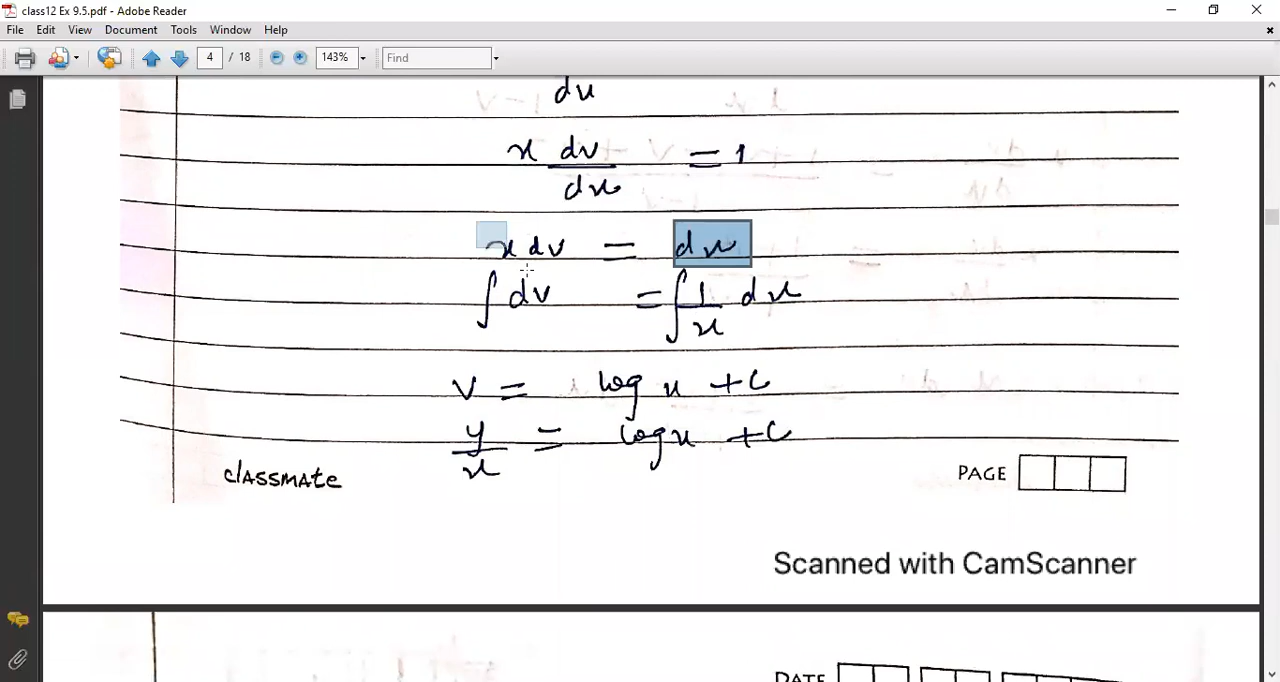 class12 Ex 9.5.pdf - Adobe Reader
File Edit View Document Tools Window Help
4 / 18 143% Find
du
x dv = 1
dx
x dv = dx
∫ dv = ∫ 1/x dx
v = log x + C
y/x = log x + C
classmate PAGE
Scanned with CamScanner
DATE